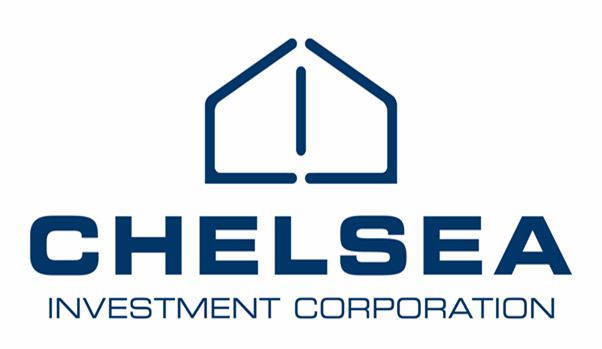 CHELSEA
INVESTMENT CORPORATION